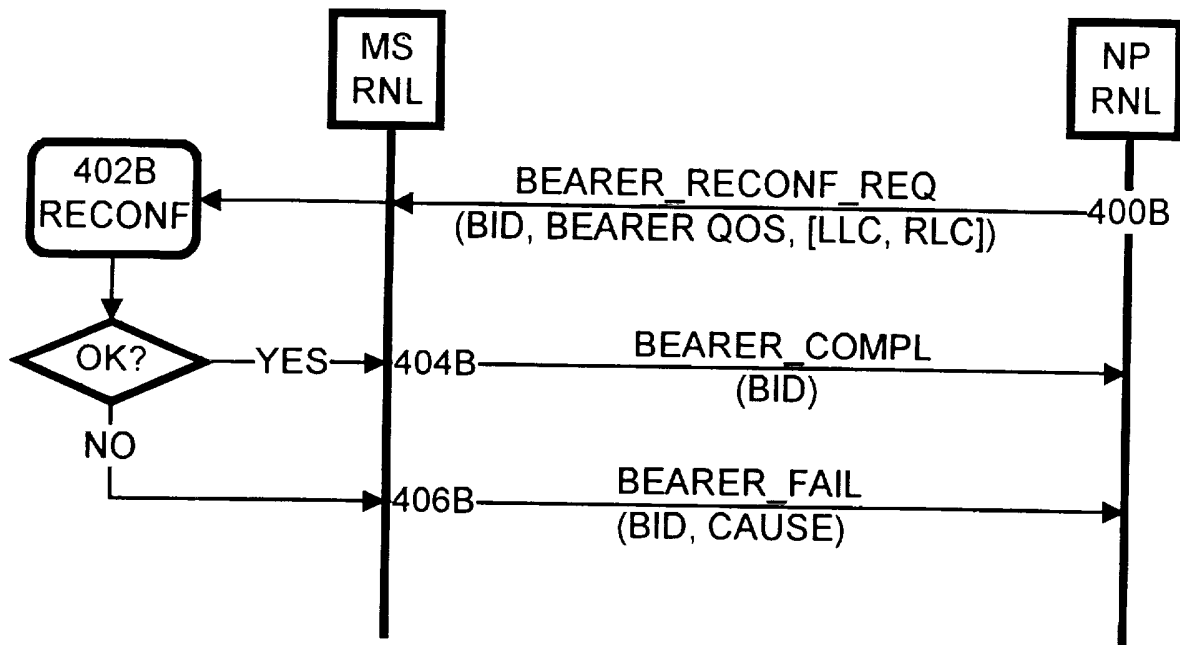 MS
RNL
NP
RNL
402B
RECONF
BEARER_RECONF_REQ
(BID, BEARER QOS, [LLC, RLC])
400B
OK?
YES
404B
BEARER_COMPL
(BID)
NO
406B
BEARER_FAIL
(BID, CAUSE)